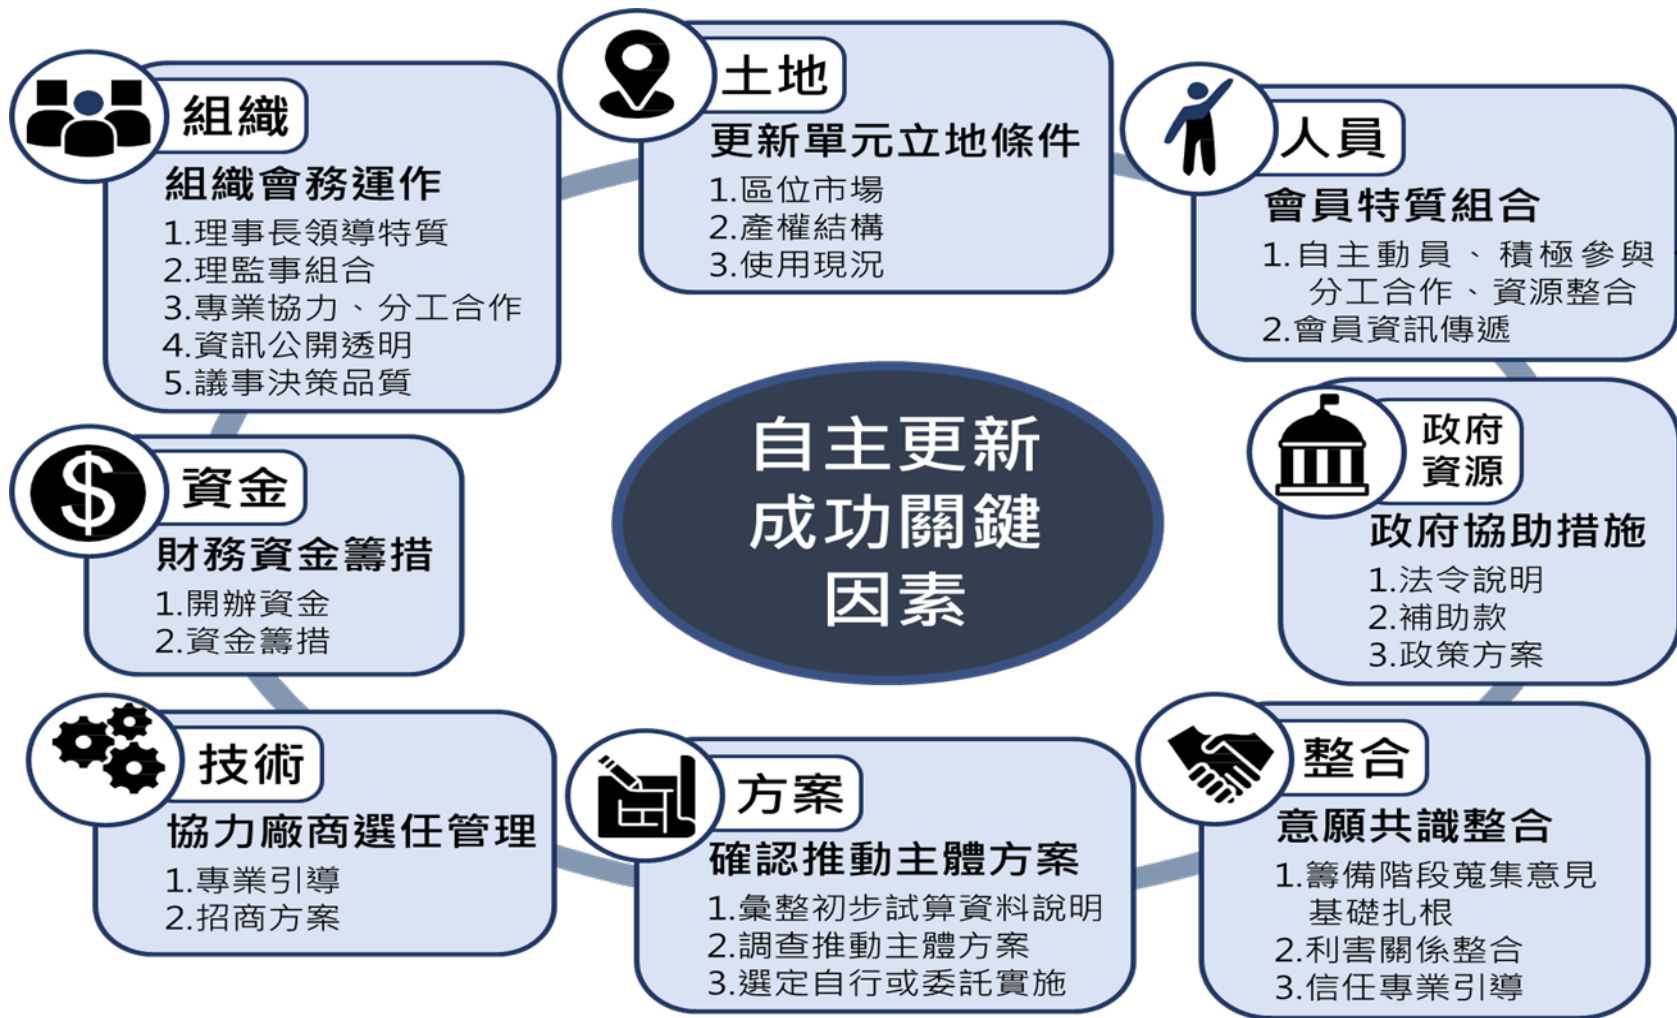 土地
更新單元立地條件
1.區位市場
2.產權結構
3.使用現況
人員
會員特質組合
1.自主動員、積極參與
分工合作、資源整合
2.會員資訊傳遞
政府
資源
政府協助措施
1.法令說明
2.補助款
3.政策方案
整合
意願共識整合
1.籌備階段蒐集意見
基礎扎根
2.利害關係整合
3.信任專業引導
方案
確認推動主體方案
1.彙整初步試算資料說明
2.調查推動主體方案
3.選定自行或委託實施
技術
協力廠商選任管理
1.專業引導
2.招商方案
資金
財務資金籌措
1.開辦資金
2.資金籌措
組織
組織會務運作
1.理事長領導特質
2.理監事組合
3.專業協力、分工合作
4.資訊公開透明
5.議事決策品質
自主更新
成功關鍵
因素